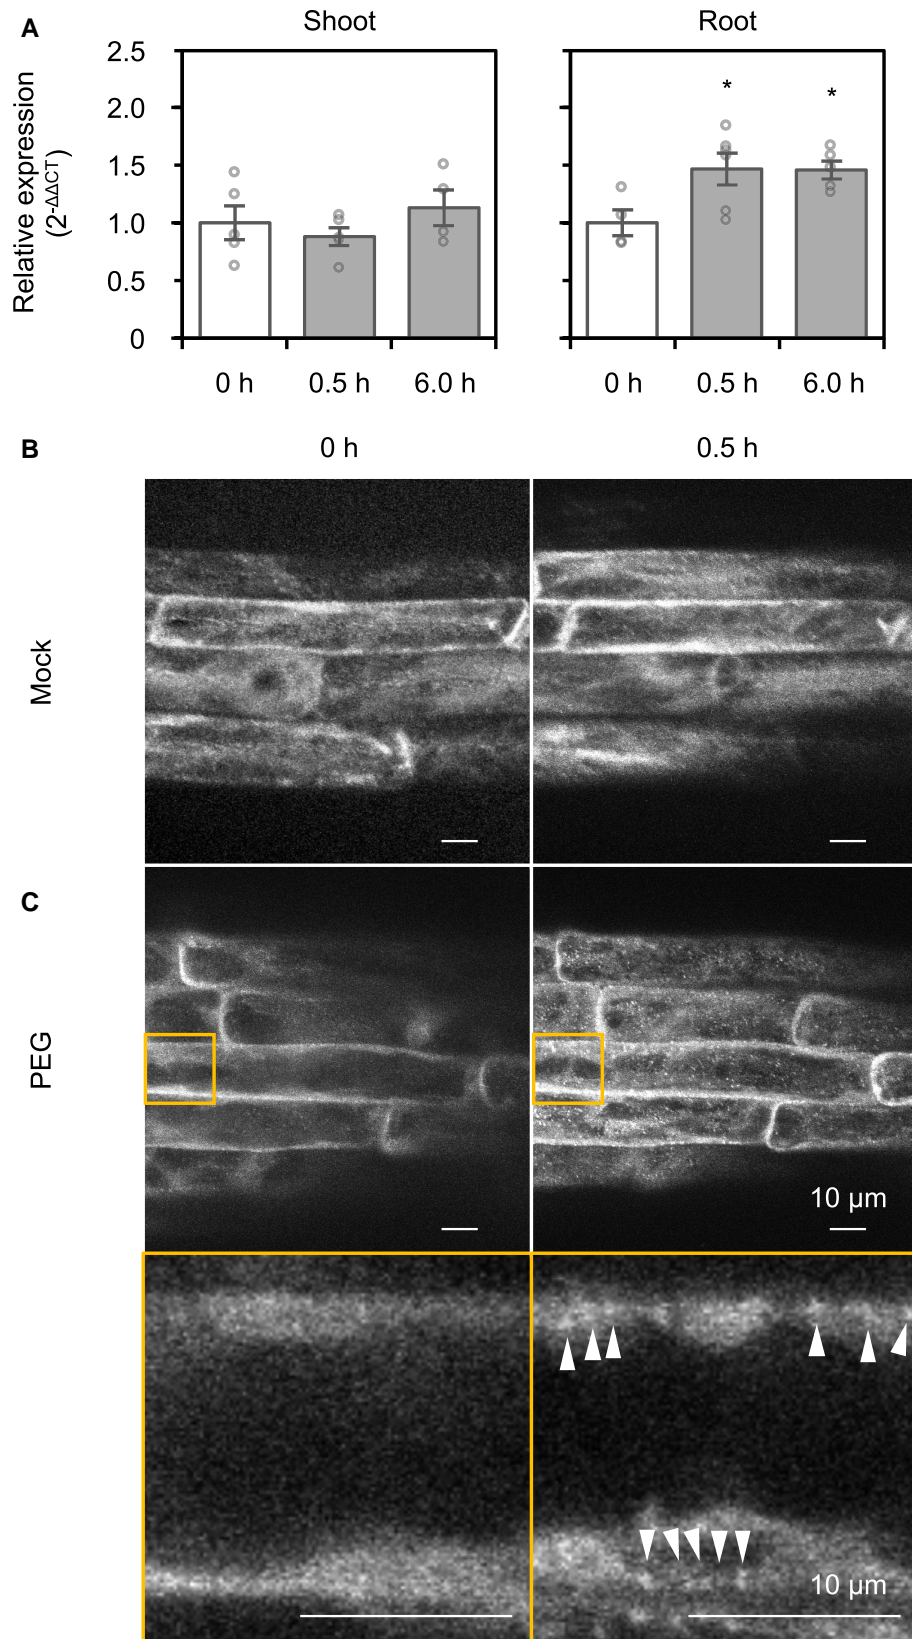 A
Shoot
Root
Relative expression
(2-ΔΔCT)
2.5
2.0
1.5
1.0
0.5
0
*
*
0 h
0.5 h
6.0 h
0 h
0.5 h
6.0 h
B
0 h
0.5 h
Mock
C
PEG
10 μm
10 μm